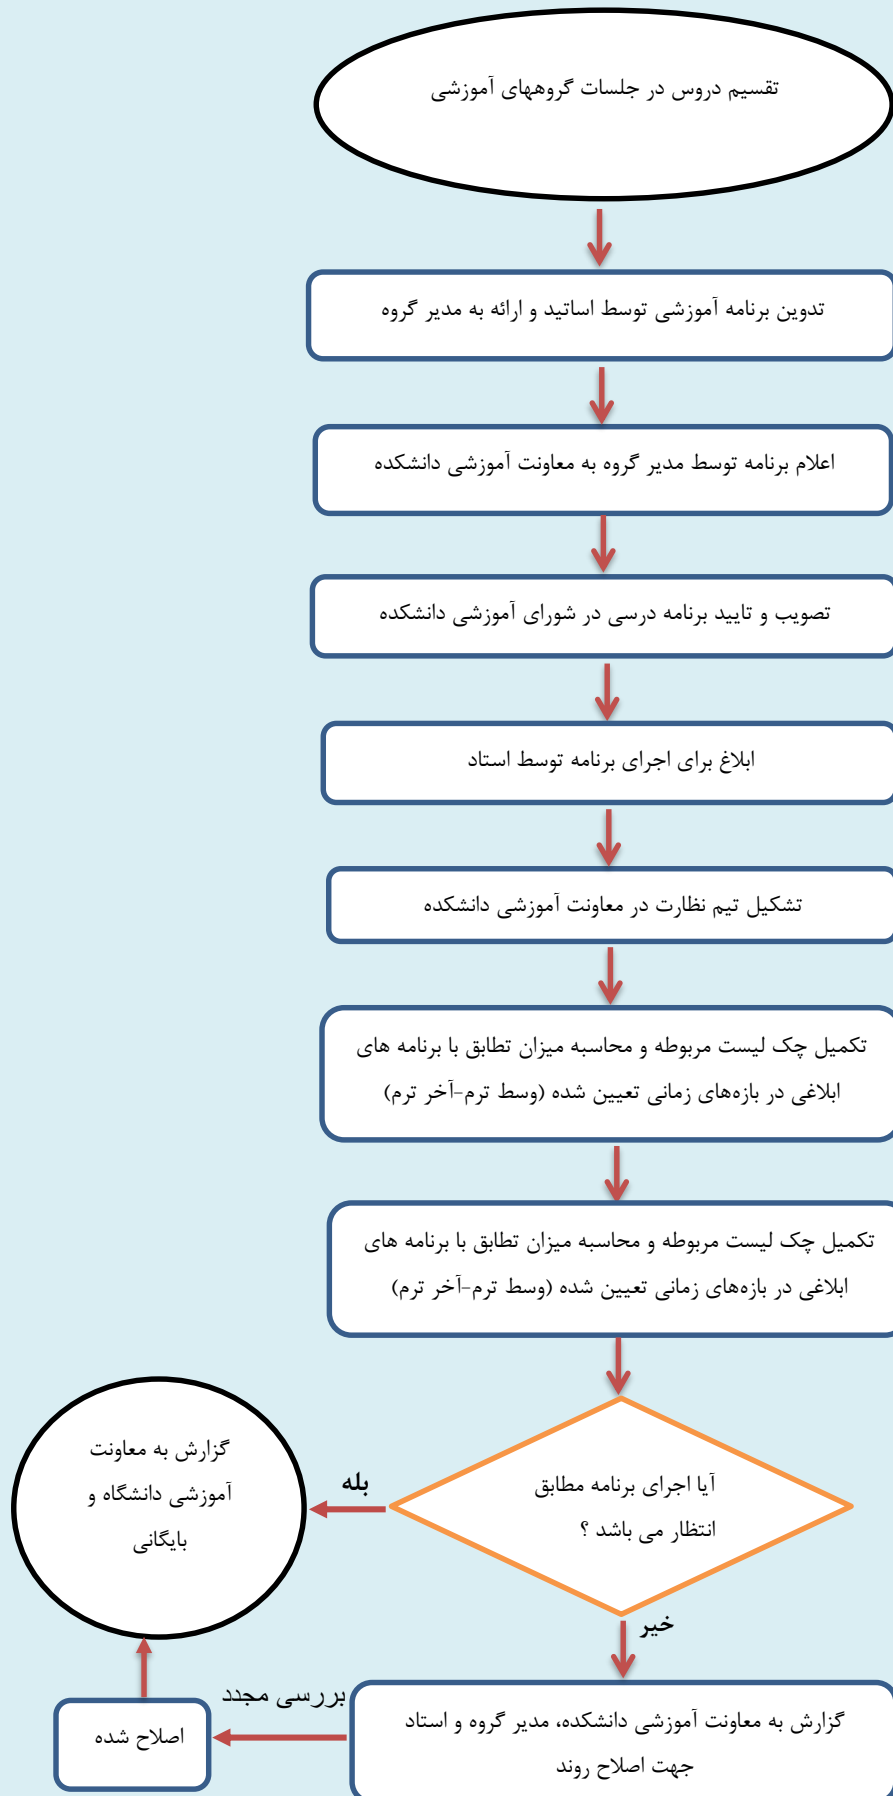 تقسیم دروس در جلسات گروههای آموزشی
تدوین برنامه آموزشی توسط اساتید و ارائه به مدیر گروه
اعلام برنامه توسط مدیر گروه به معاونت آموزشی دانشکده
تصویب و تایید برنامه درسی در شورای آموزشی دانشکده
ابلاغ برای اجرای برنامه توسط استاد
تشکیل تیم نظارت در معاونت آموزشی دانشکده
تکمیل چک لیست مربوطه و محاسبه میزان تطابق با برنامه های
ابلاغی در بازه‌های زمانی تعیین شده (وسط ترم-آخر ترم)
تکمیل چک لیست مربوطه و محاسبه میزان تطابق با برنامه های
ابلاغی در بازه‌های زمانی تعیین شده (وسط ترم-آخر ترم)
آیا اجرای برنامه مطابق
انتظار می باشد ؟
بله
گزارش به معاونت
آموزشی دانشگاه و
بایگانی
خیر
گزارش به معاونت آموزشی دانشکده، مدیر گروه و استاد
جهت اصلاح روند
بررسی مجدد
اصلاح شده